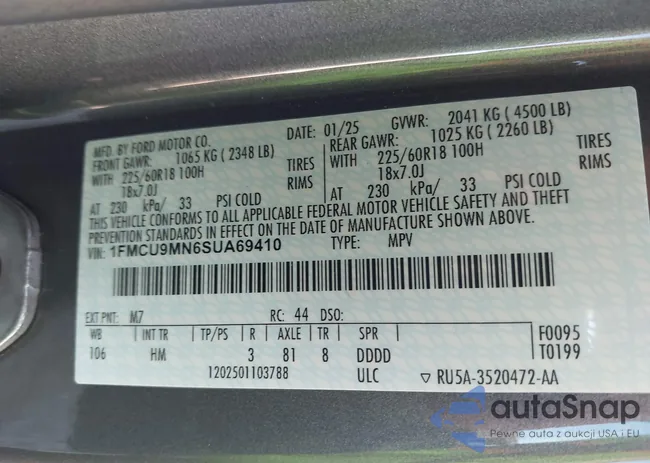 MFD. BY FORD MOTOR CO.
DATE: 01/25 GVWR: 2041 KG ( 4500 LB)
FRONT GAWR: 1065 KG ( 2348 LB) REAR GAWR: 1025 KG ( 2260 LB)
WITH 225/60R18 100H TIRES WITH 225/60R18 100H TIRES
18x7.0J RIMS 18x7.0J RIMS
AT 230 kPa/ 33 PSI COLD AT 230 kPa/ 33 PSI COLD
THIS VEHICLE CONFORMS TO ALL APPLICABLE FEDERAL MOTOR VEHICLE SAFETY AND THEFT
PREVENTION STANDARDS IN EFFECT ON THE DATE OF MANUFACTURE SHOWN ABOVE.
VIN: 1FMCU9MN6SUA69410 TYPE: MPV
EXT PNT: M7 RC: 44 DSO:
WB INT TR TP/PS R AXLE TR SPR F0095
106 HM 3 81 8 DDDD T0199
1202501103788 ULC ▽ RU5A-3520472-AA
autaSnap
Pewne auta z aukcji USA i EU